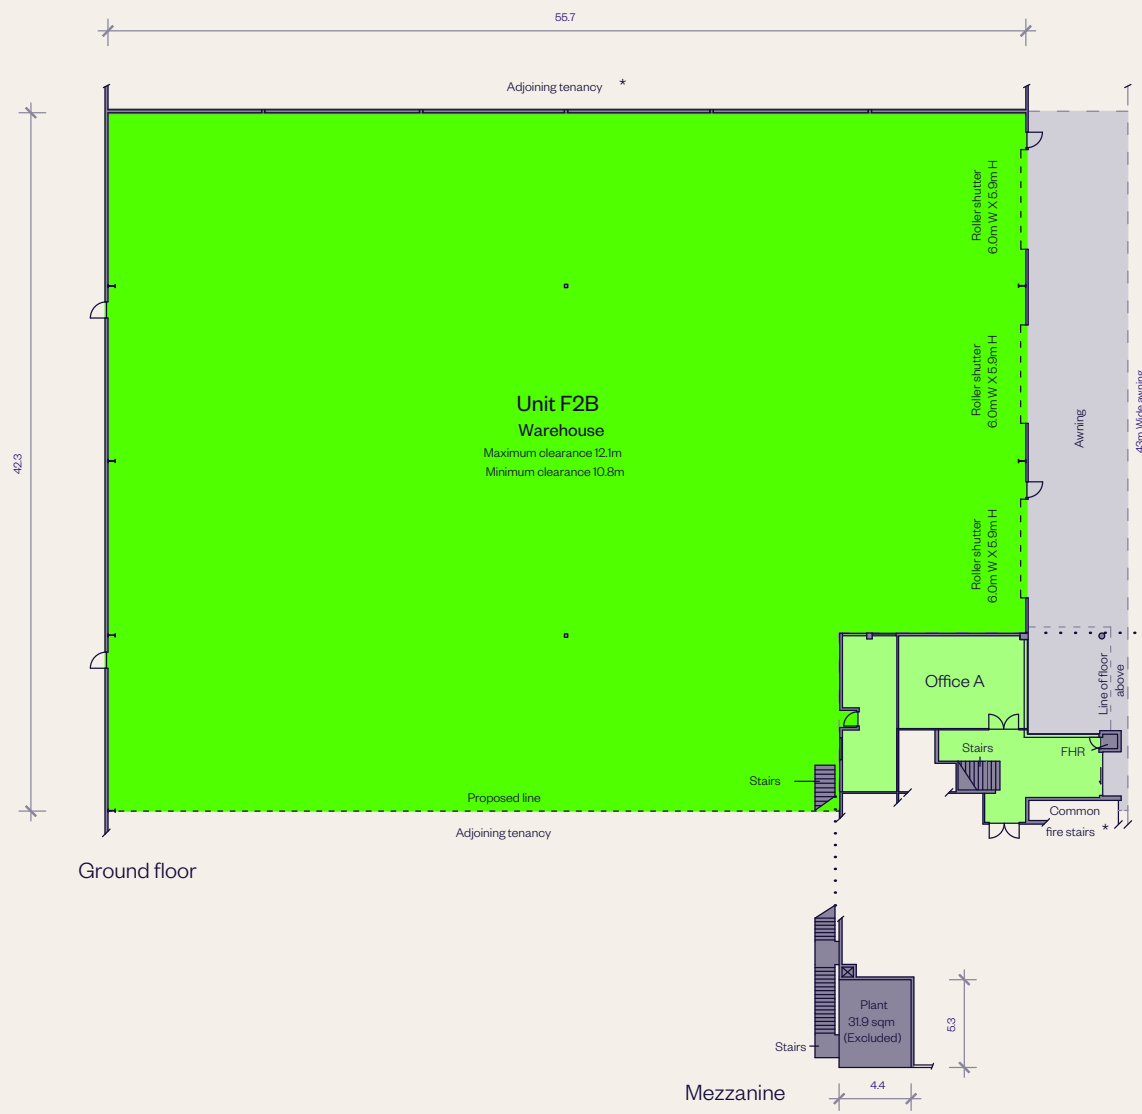 55.7
Adjoining tenancy *
Roller shutter
6.0m W X 5.9m H
Roller shutter
6.0m W X 5.9m H
Unit F2B
Warehouse
Maximum clearance 12.1m
Minimum clearance 10.8m
Awning
43m Wide awning
42.3
Roller shutter
6.0m W X 5.9m H
Office A
Line of floor
above
Stairs
FHR
Stairs
Proposed line
Common
fire stairs *
Adjoining tenancy
Ground floor
Plant
31.9 sqm
(Excluded)
5.3
Stairs
4.4
Mezzanine